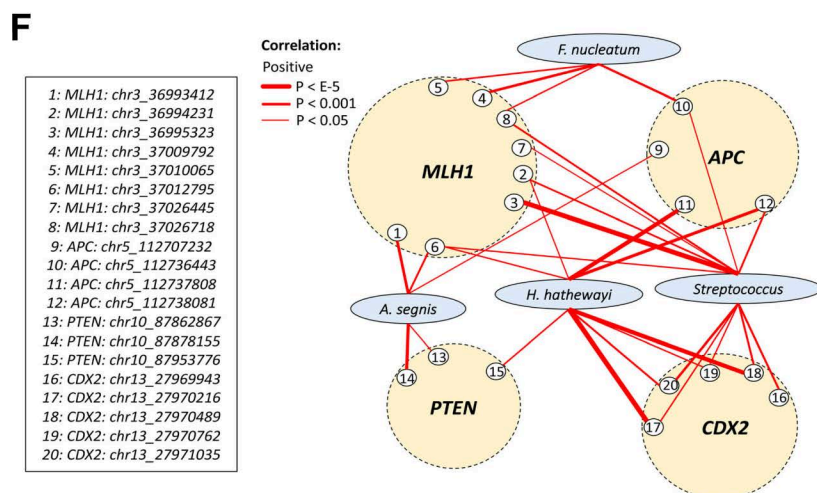 F
Correlation:
Positive
P < E-5
P < 0.001
P < 0.05
1: MLH1: chr3_36993412
2: MLH1: chr3_36994231
3: MLH1: chr3_36995323
4: MLH1: chr3_37009792
5: MLH1: chr3_37010065
6: MLH1: chr3_37012795
7: MLH1: chr3_37026445
8: MLH1: chr3_37026718
9: APC: chr5_112707232
10: APC: chr5_112736443
11: APC: chr5_112737808
12: APC: chr5_112738081
13: PTEN: chr10_87862867
14: PTEN: chr10_87878155
15: PTEN: chr10_87953776
16: CDX2: chr13_27969943
17: CDX2: chr13_27970216
18: CDX2: chr13_27970489
19: CDX2: chr13_27970762
20: CDX2: chr13_27971035
F. nucleatum
5
4
8
7
2
3
1
6
MLH1
10
9
11
12
APC
A. segnis
H. hathewayi
Streptococcus
13
14
15
PTEN
20
19
18
16
17
CDX2